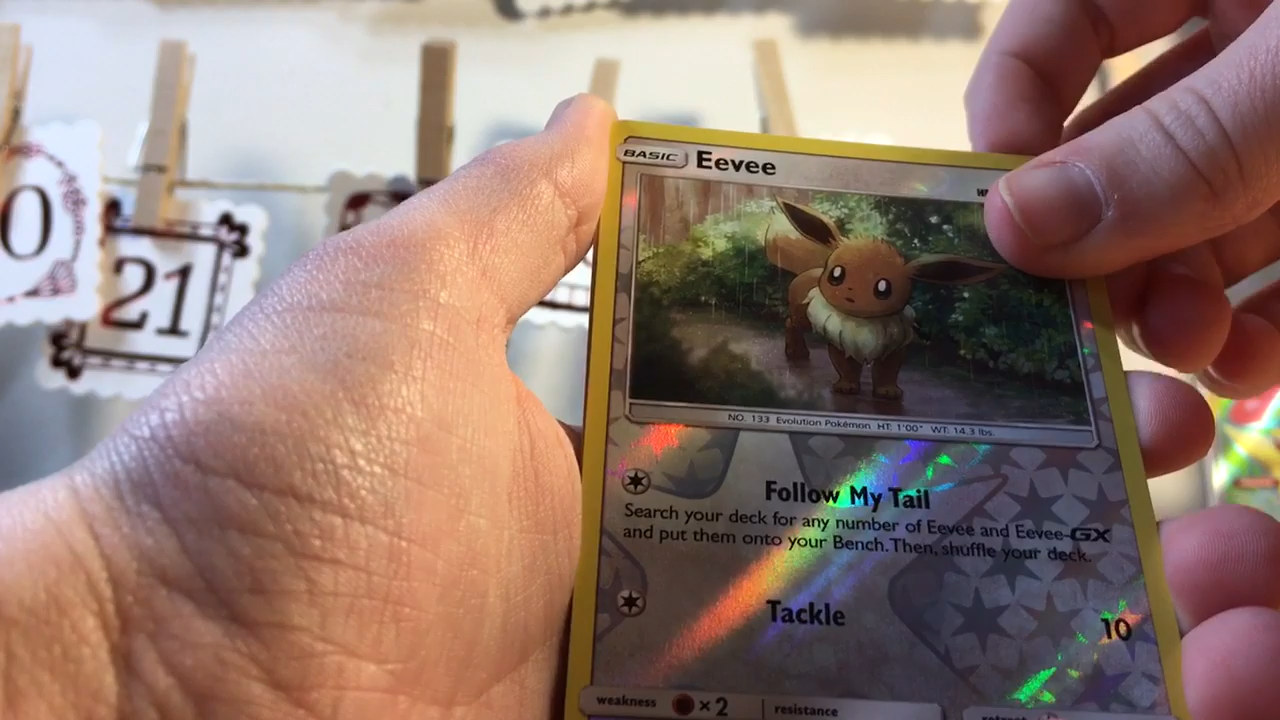 0
21
BASIC Eevee
NO. 133 Evolution Pokémon HT: 1'00" WT: 14.3 lbs.
Follow My Tail
Search your deck for any number of Eevee and Eevee-GX
and put them onto your Bench. Then, shuffle your deck.
Tackle 10
weakness ×2 resistance